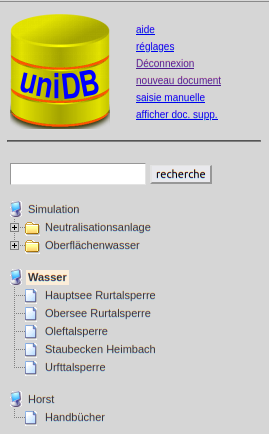 uniDB
aide
réglages
Déconnexion
nouveau document
saisie manuelle
afficher doc. supp.
recherche
Simulation
Neutralisationsanlage
Oberflächenwasser
Wasser
Hauptsee Rurtalsperre
Obersee Rurtalsperre
Oleftalsperre
Staubecken Heimbach
Urfttalsperre
Horst
Handbücher